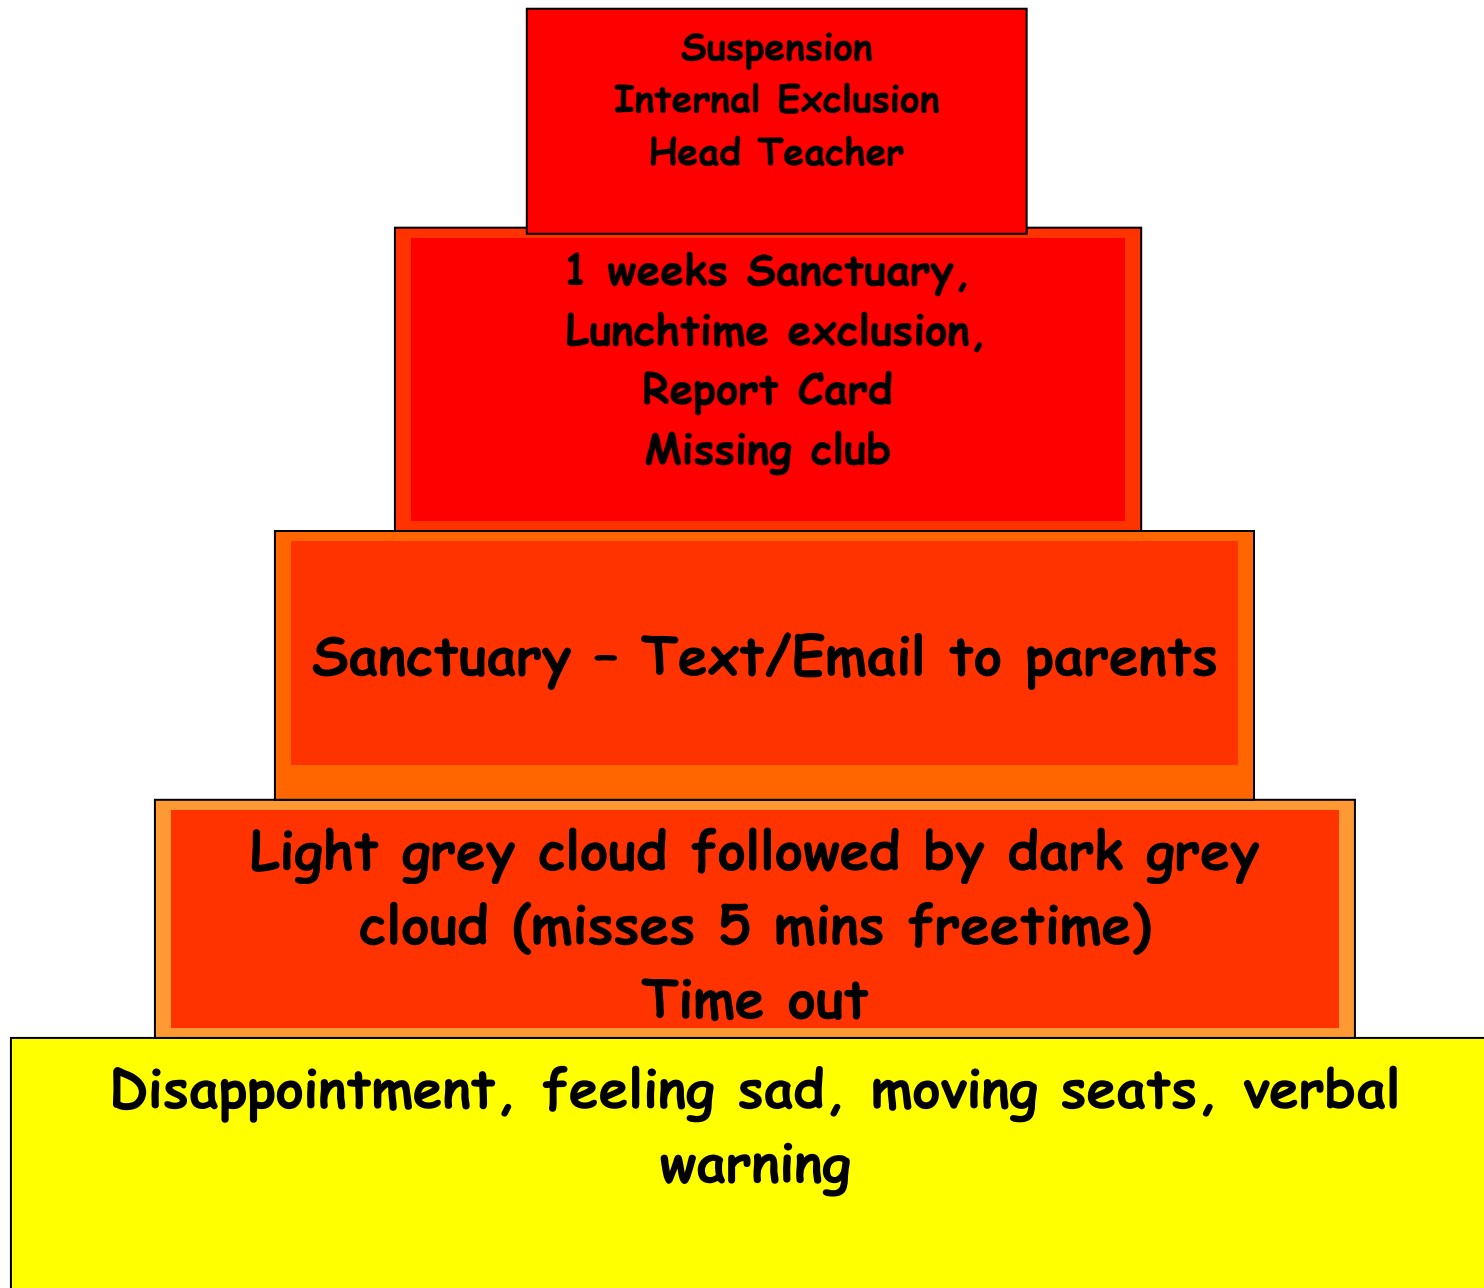 Suspension
Internal Exclusion
Head Teacher
1 weeks Sanctuary,
Lunchtime exclusion,
Report Card
Missing club
Sanctuary – Text/Email to parents
Light grey cloud followed by dark grey
cloud (misses 5 mins freetime)
Time out
Disappointment, feeling sad, moving seats, verbal
warning